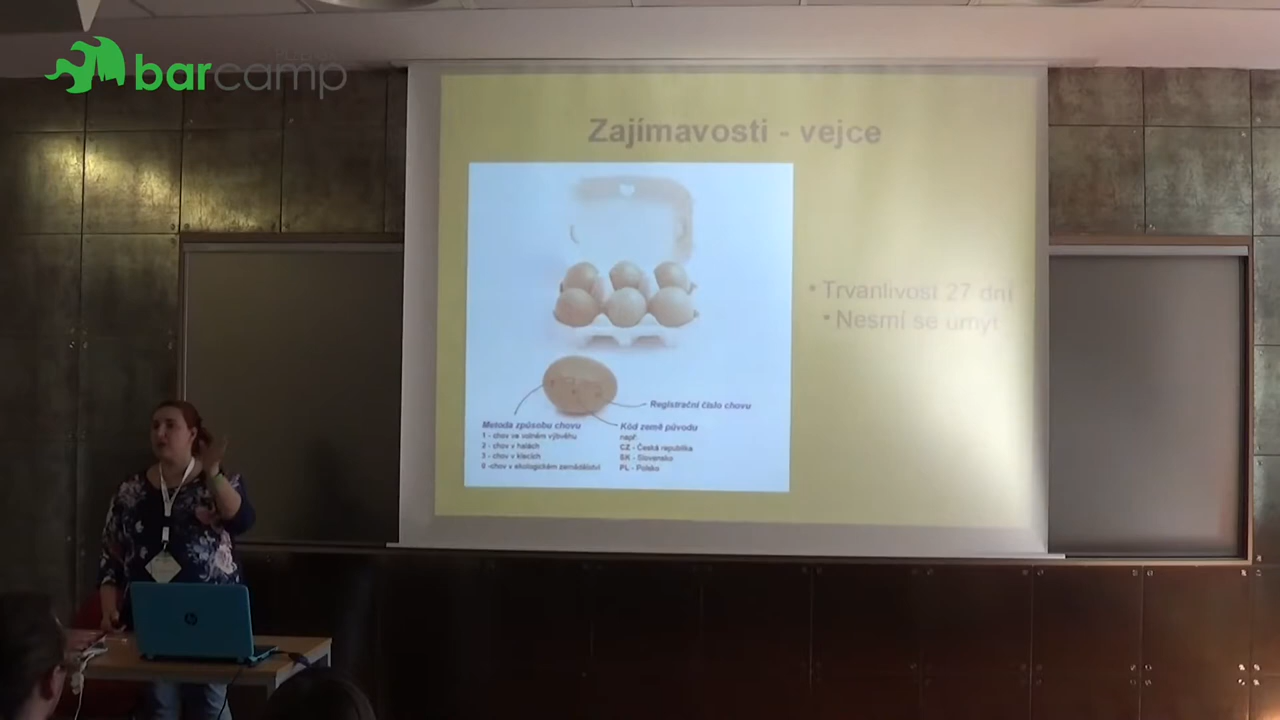 barcamp
Zajímavosti - vejce
• Trvanlivost 27 dní
• Nesmí se umýt
Registrační číslo chovu
Metoda způsobu chovu
1 - chov ve volném výběhu
2 - chov v halách
3 - chov v klecích
0 -chov v ekologickém zemědělství
Kód země původu
např.
CZ - Česká republika
SK - Slovensko
PL - Polsko
hp